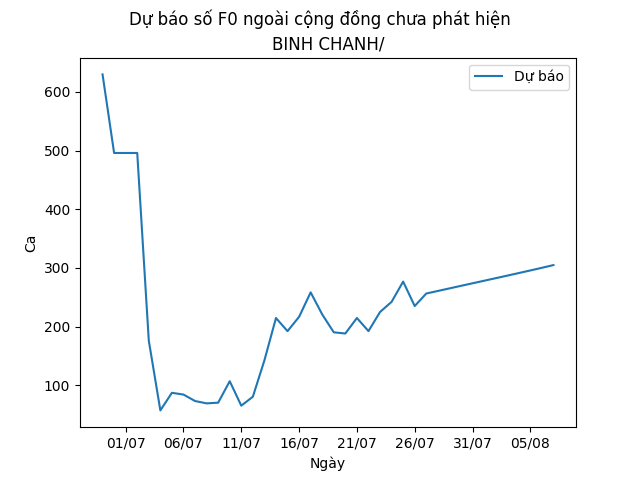 Dự báo số F0 ngoài cộng đồng chưa phát hiện
BINH CHANH/
Dự báo
600
500
400
300
200
100
Ca
01/07 06/07 11/07 16/07 21/07 26/07 31/07 05/08
Ngày